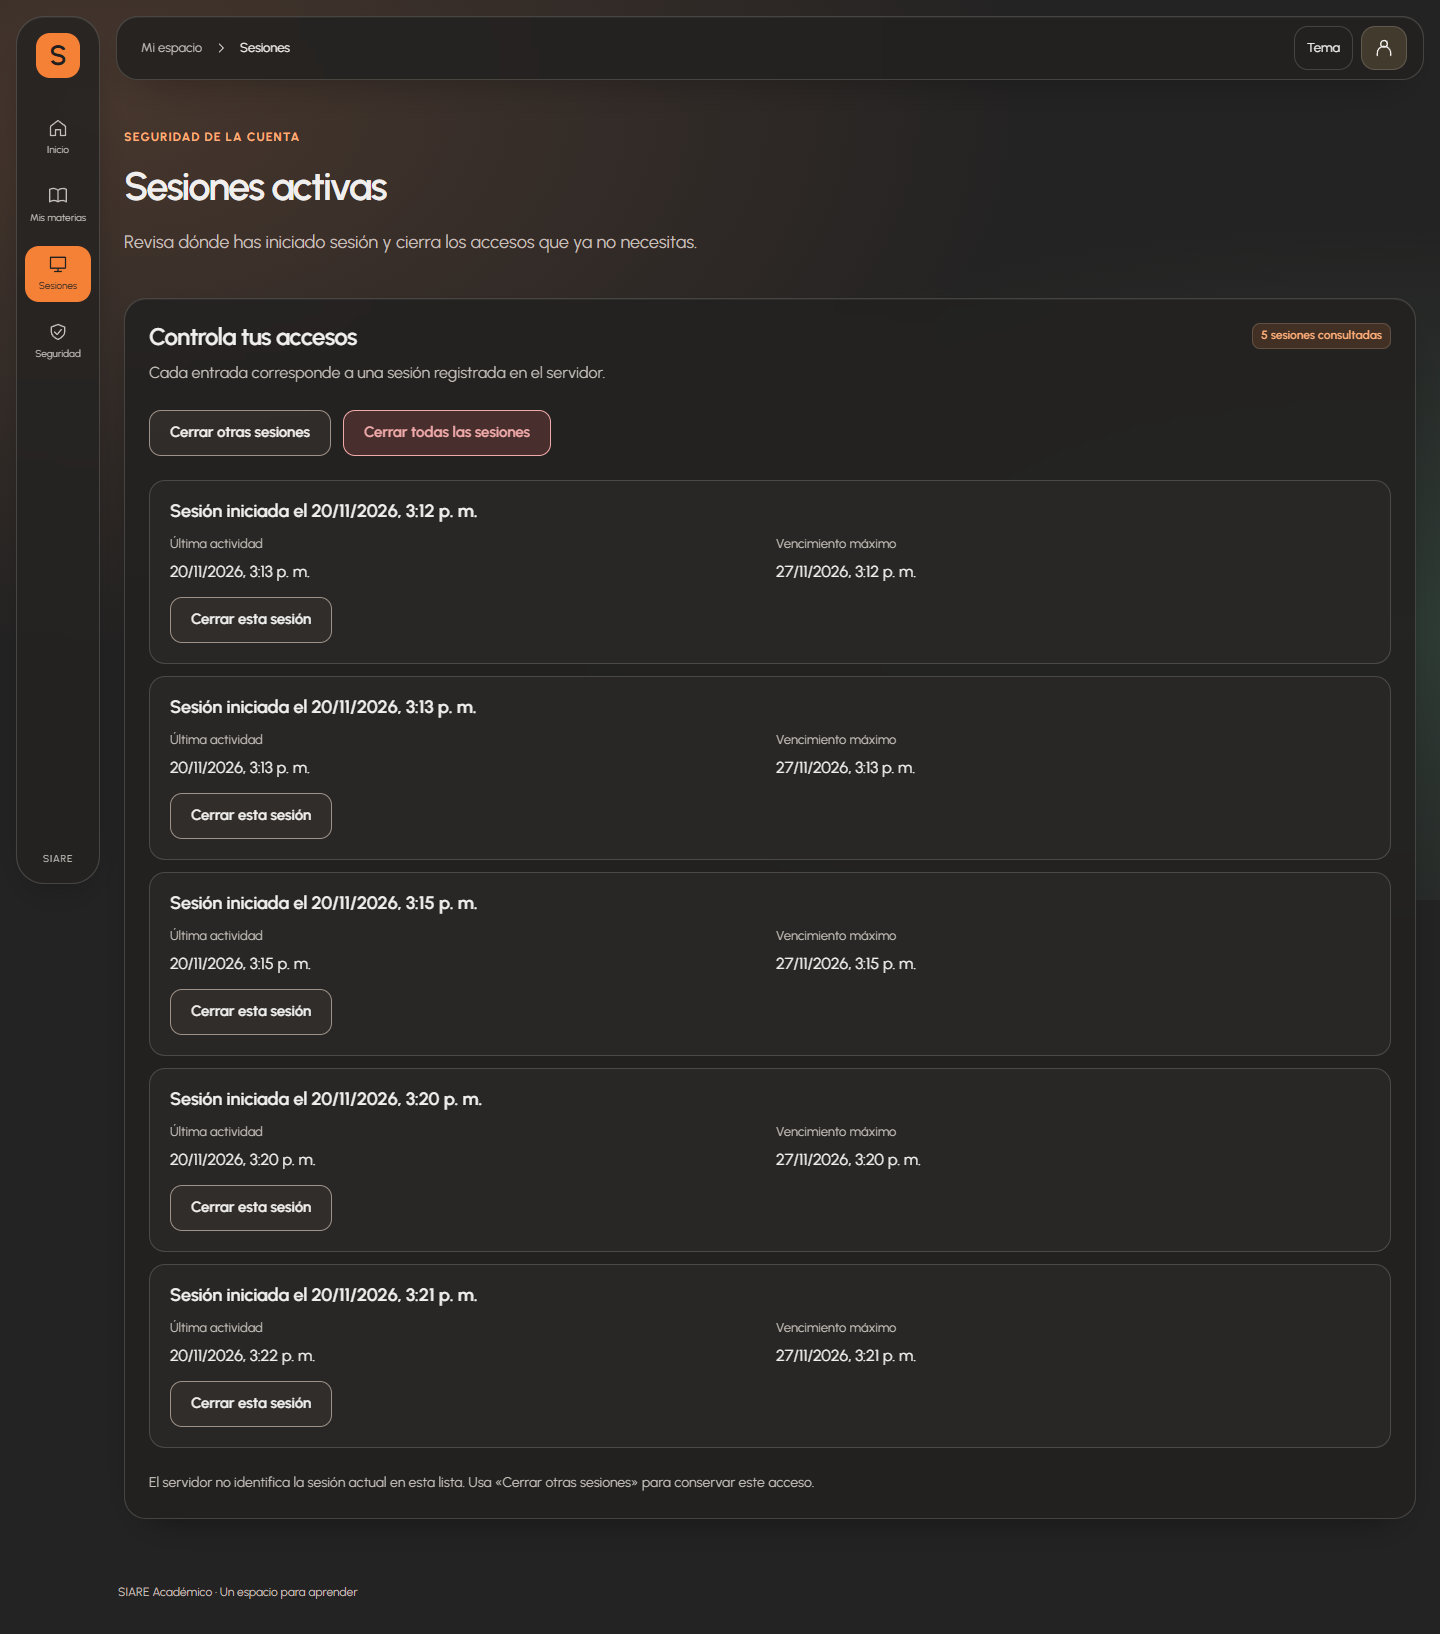 S
Inicio
Mis materias
Sesiones
Seguridad
SIARE
Mi espacio > Sesiones
Tema
SEGURIDAD DE LA CUENTA
Sesiones activas
Revisa dónde has iniciado sesión y cierra los accesos que ya no necesitas.
Controla tus accesos
5 sesiones consultadas
Cada entrada corresponde a una sesión registrada en el servidor.
Cerrar otras sesiones
Cerrar todas las sesiones
Sesión iniciada el 20/11/2026, 3:12 p. m.
Última actividad
Vencimiento máximo
20/11/2026, 3:13 p. m.
27/11/2026, 3:12 p. m.
Cerrar esta sesión
Sesión iniciada el 20/11/2026, 3:13 p. m.
Última actividad
Vencimiento máximo
20/11/2026, 3:13 p. m.
27/11/2026, 3:13 p. m.
Cerrar esta sesión
Sesión iniciada el 20/11/2026, 3:15 p. m.
Última actividad
Vencimiento máximo
20/11/2026, 3:15 p. m.
27/11/2026, 3:15 p. m.
Cerrar esta sesión
Sesión iniciada el 20/11/2026, 3:20 p. m.
Última actividad
Vencimiento máximo
20/11/2026, 3:20 p. m.
27/11/2026, 3:20 p. m.
Cerrar esta sesión
Sesión iniciada el 20/11/2026, 3:21 p. m.
Última actividad
Vencimiento máximo
20/11/2026, 3:22 p. m.
27/11/2026, 3:21 p. m.
Cerrar esta sesión
El servidor no identifica la sesión actual en esta lista. Usa «Cerrar otras sesiones» para conservar este acceso.
SIARE Académico · Un espacio para aprender